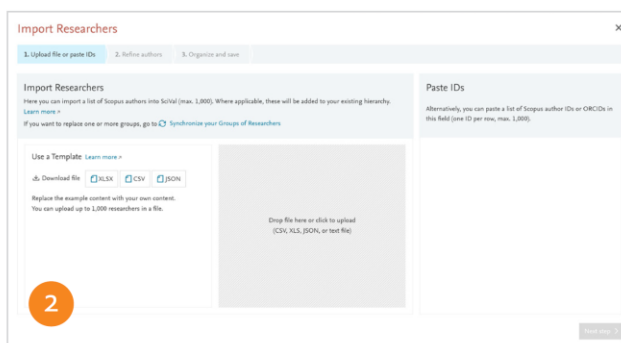 Import Researchers
1. Upload file or paste IDs 2. Refine authors 3. Organize and save
Import Researchers
Here you can import a list of Scopus authors into SciVal (max. 1,000). Where applicable, these will be added to your existing hierarchy.
Learn more >
If you want to replace one or more groups, go to Synchronize your Groups of Researchers
Use a Template Learn more >
Download file XLSX CSV JSON
Replace the example content with your own content.
You can upload up to 1,000 researchers in a file.
Drop file here or click to upload
(CSV, XLS, JSON, or text file)
Paste IDs
Alternatively, you can paste a list of Scopus author IDs or ORCIDs in
this field (one ID per row, max. 1,000).
2
Next step >